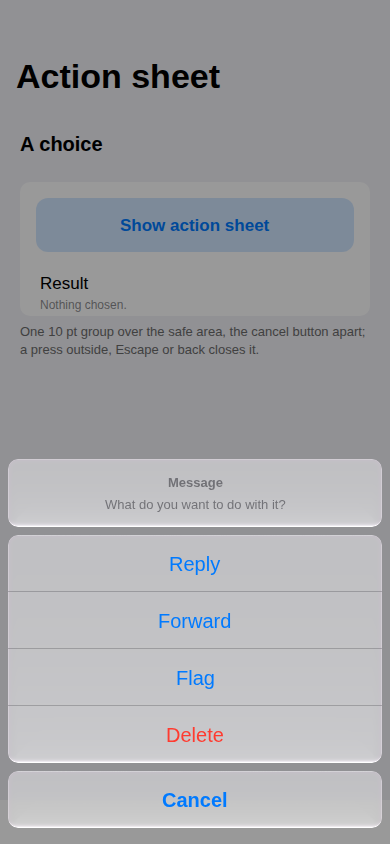 Action sheet
A choice
Show action sheet
Result
Nothing chosen.
One 10 pt group over the safe area, the cancel button apart;
a press outside, Escape or back closes it.
Message
What do you want to do with it?
Reply
Forward
Flag
Delete
Cancel